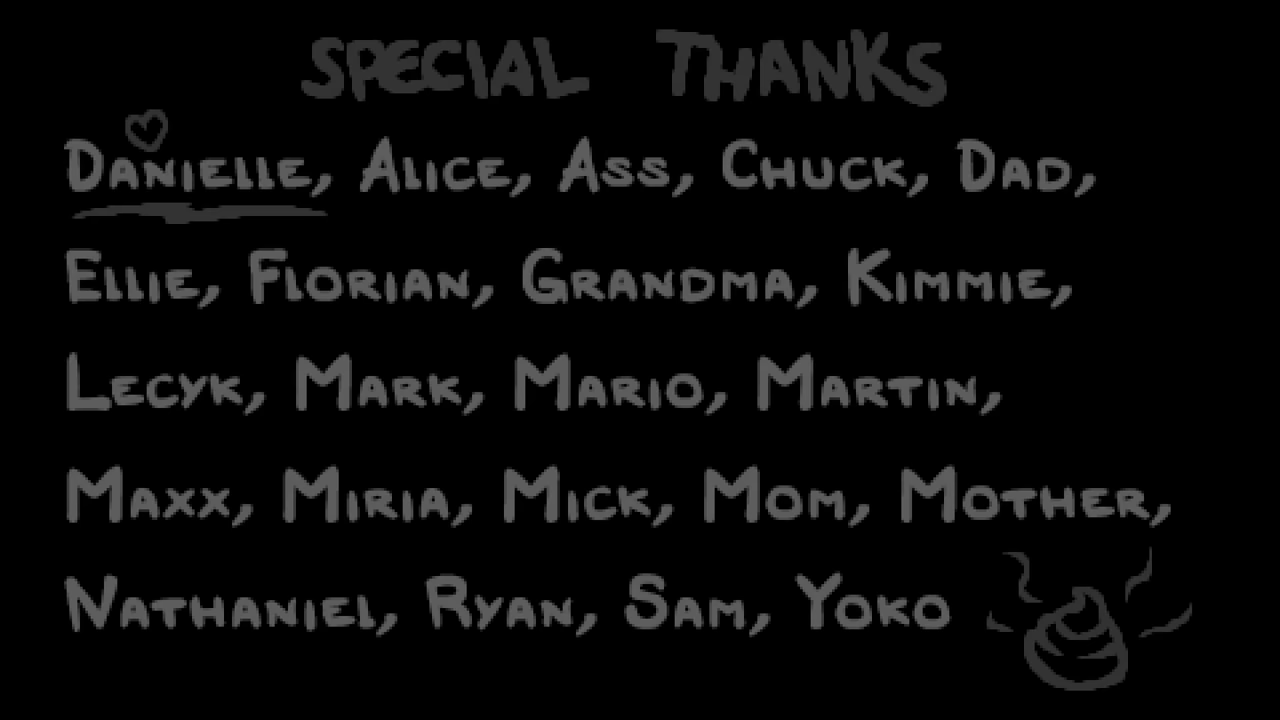 SPECIAL THANKS
DANIELLE, ALICE, ASS, CHUCK, DAD,
ELLIE, FLORIAN, GRANDMA, KIMMIE,
LECYK, MARK, MARIO, MARTIN,
MAXX, MIRIA, MICK, MOM, MOTHER,
NATHANIEL, RYAN, SAM, YOKO